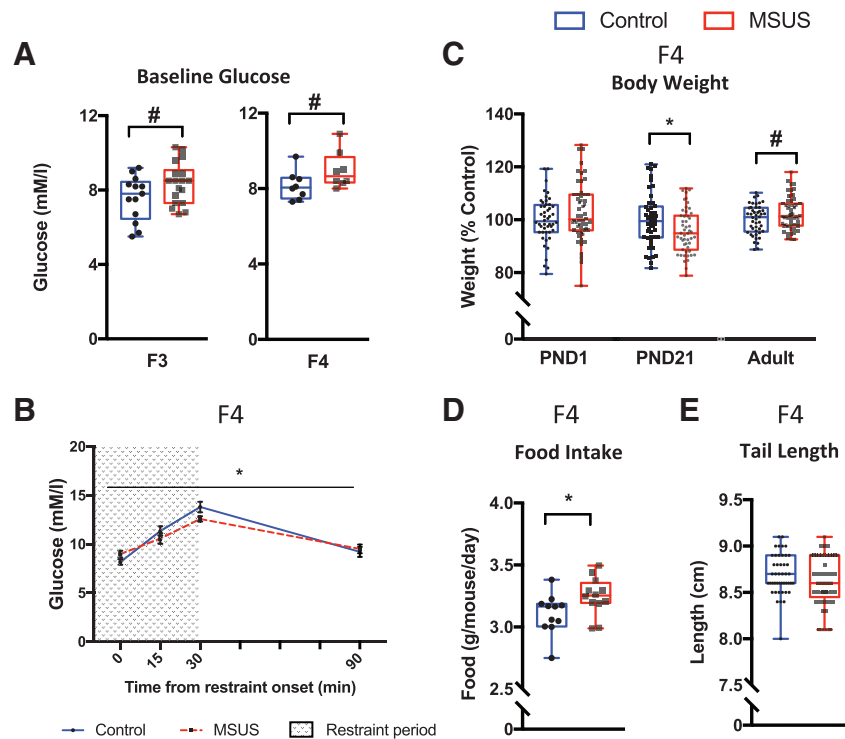 Control MSUS
A
Baseline Glucose
Glucose (mM/l)
12
8
4
0
#
F3
12
8
4
0
#
F4
C
F4
Body Weight
Weight (% Control)
140
120
100
80
0
*
#
PND1 PND21 Adult
B
F4
Glucose (mM/l)
20
15
10
5
0
*
0 15 30 90
Time from restraint onset (min)
Control MSUS Restraint period
D
F4
Food Intake
Food (g/mouse/day)
4.0
3.5
3.0
2.5
0
*
E
F4
Tail Length
Length (cm)
9.5
9.0
8.5
8.0
7.5
0